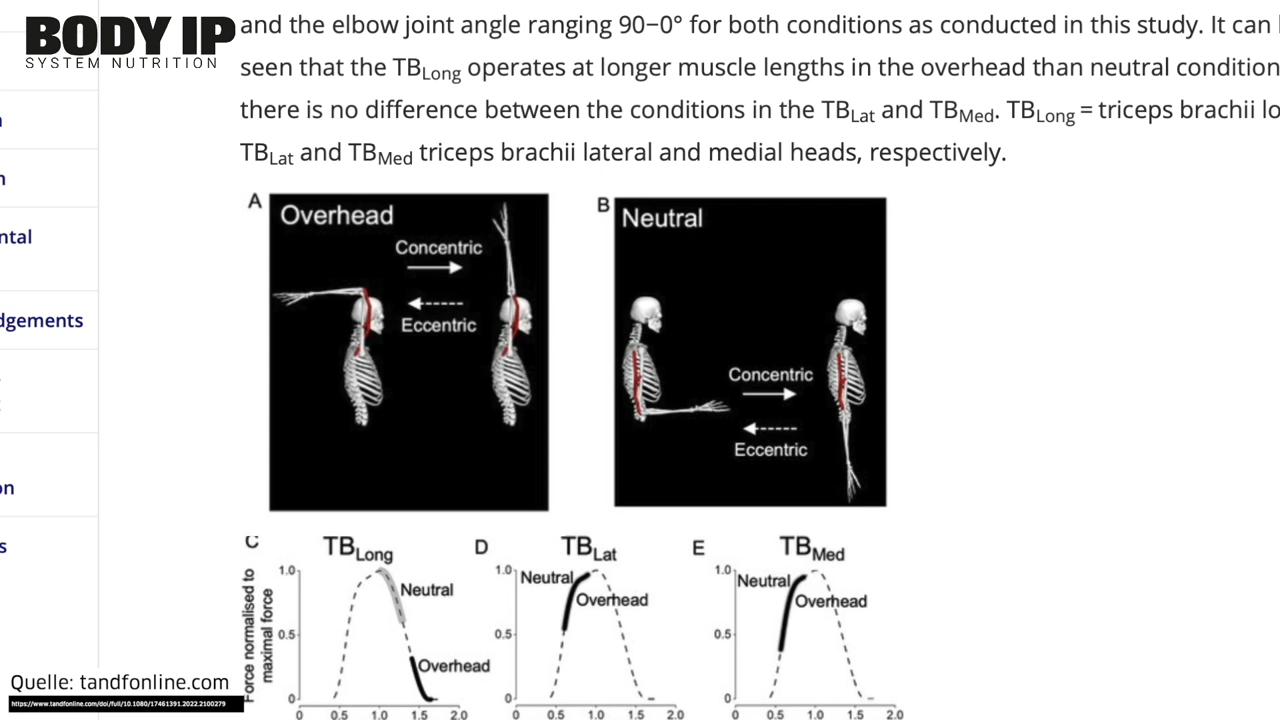 BODY IP
SYSTEM NUTRITION
and the elbow joint angle ranging 90−0° for both conditions as conducted in this study. It can
seen that the TBLong operates at longer muscle lengths in the overhead than neutral condition
there is no difference between the conditions in the TBLat and TBMed. TBLong = triceps brachii lo
TBLat and TBMed triceps brachii lateral and medial heads, respectively.
ntal
dgements
on
s
A
Overhead
Concentric
Eccentric
B
Neutral
Concentric
Eccentric
C
TBLong
Force normalised to
maximal force
1.0
0.5
0
Neutral
Overhead
0 0.5 1.0 1.5 2.0
D
TBLat
1.0
0.5
0
Neutral
Overhead
0 0.5 1.0 1.5 2.0
E
TBMed
1.0
0.5
0
Neutral
Overhead
0 0.5 1.0 1.5 2.0
Quelle: tandfonline.com
https://www.tandfonline.com/doi/full/10.1080/17461391.2022.2100279